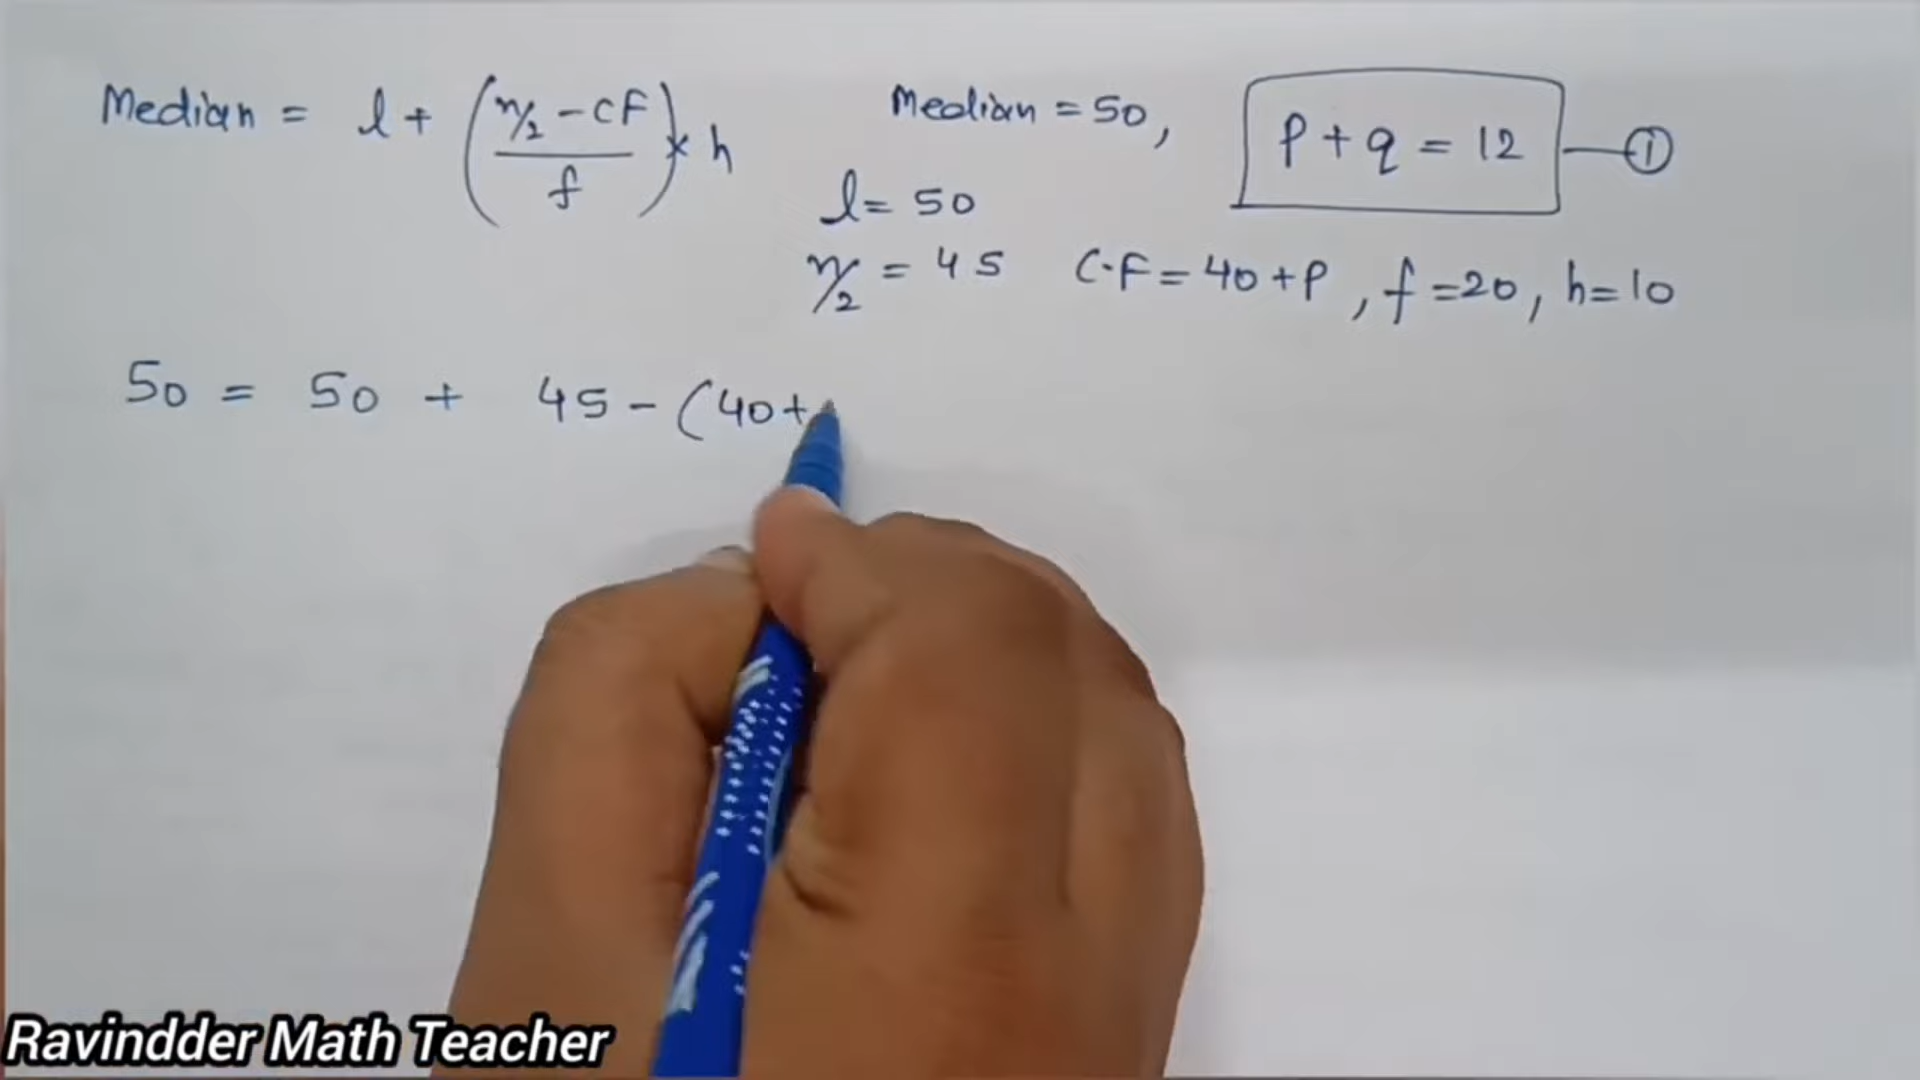 Median = l + (n/2 - CF / f) × h
Median = 50, p + q = 12 — ①
l = 50
n/2 = 45 C.F = 40 + P, f = 20, h = 10
50 = 50 + 45 - (40 +
Ravindder Math Teacher